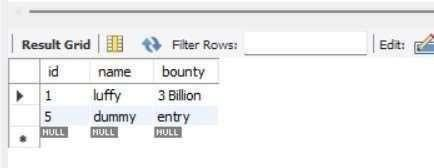 Result Grid Filter Rows: Edit:
id name bounty
1 luffy 3 Billion
5 dummy entry
NULL NULL NULL